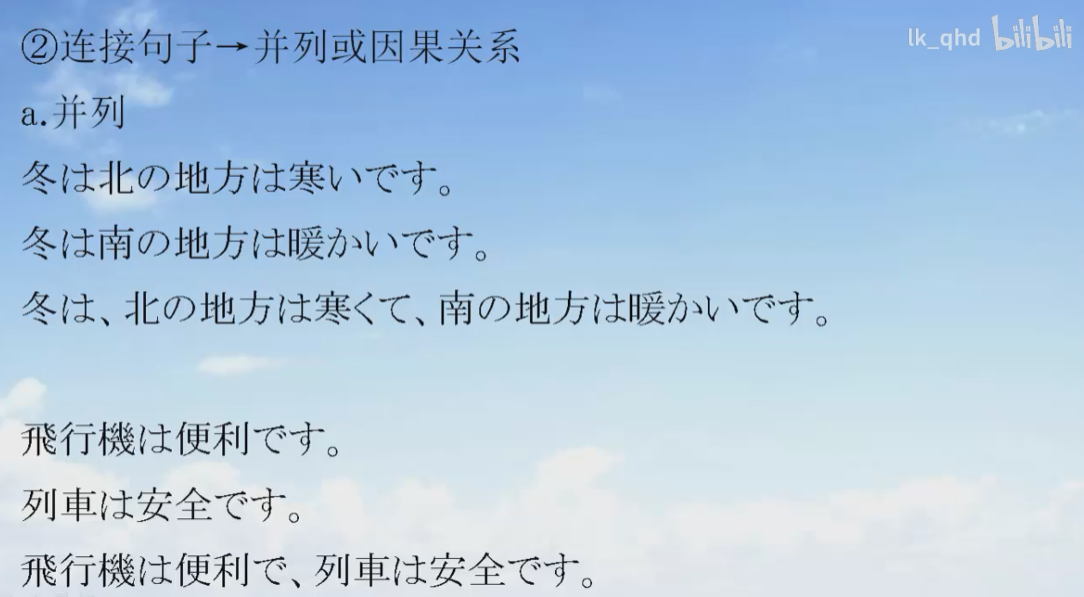 ②连接句子→并列或因果关系
lk_qhd bilibili
a.并列
冬は北の地方は寒いです。
冬は南の地方は暖かいです。
冬は、北の地方は寒くて、南の地方は暖かいです。
飛行機は便利です。
列車は安全です。
飛行機は便利で、列車は安全です。